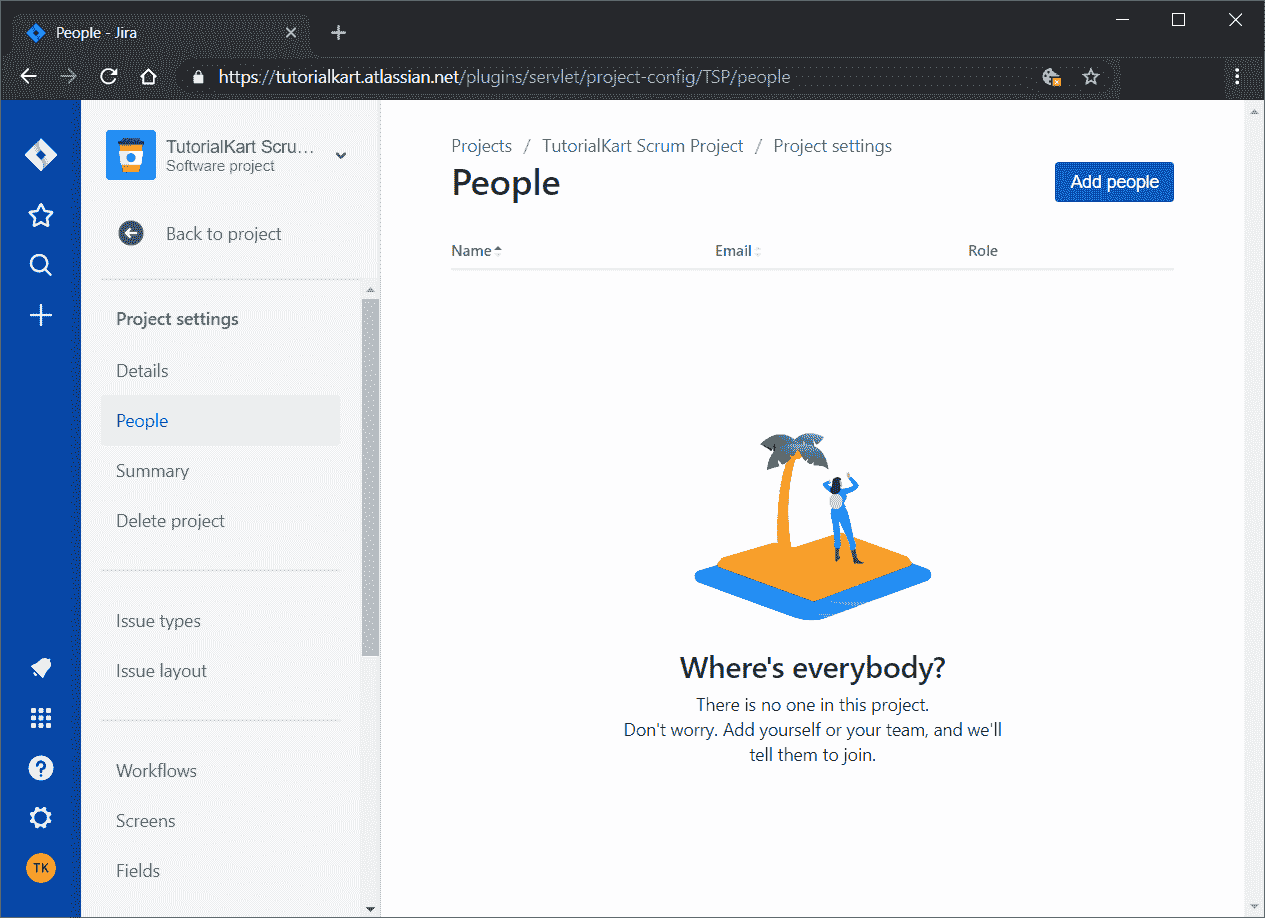 People - Jira
https://tutorialkart.atlassian.net/plugins/servlet/project-config/TSP/people
TutorialKart Scru...
Software project
Back to project
Project settings
Details
People
Summary
Delete project
Issue types
Issue layout
Workflows
Screens
Fields
TK
Projects / TutorialKart Scrum Project / Project settings
People
Add people
Name Email Role
Where's everybody?
There is no one in this project.
Don't worry. Add yourself or your team, and we'll
tell them to join.